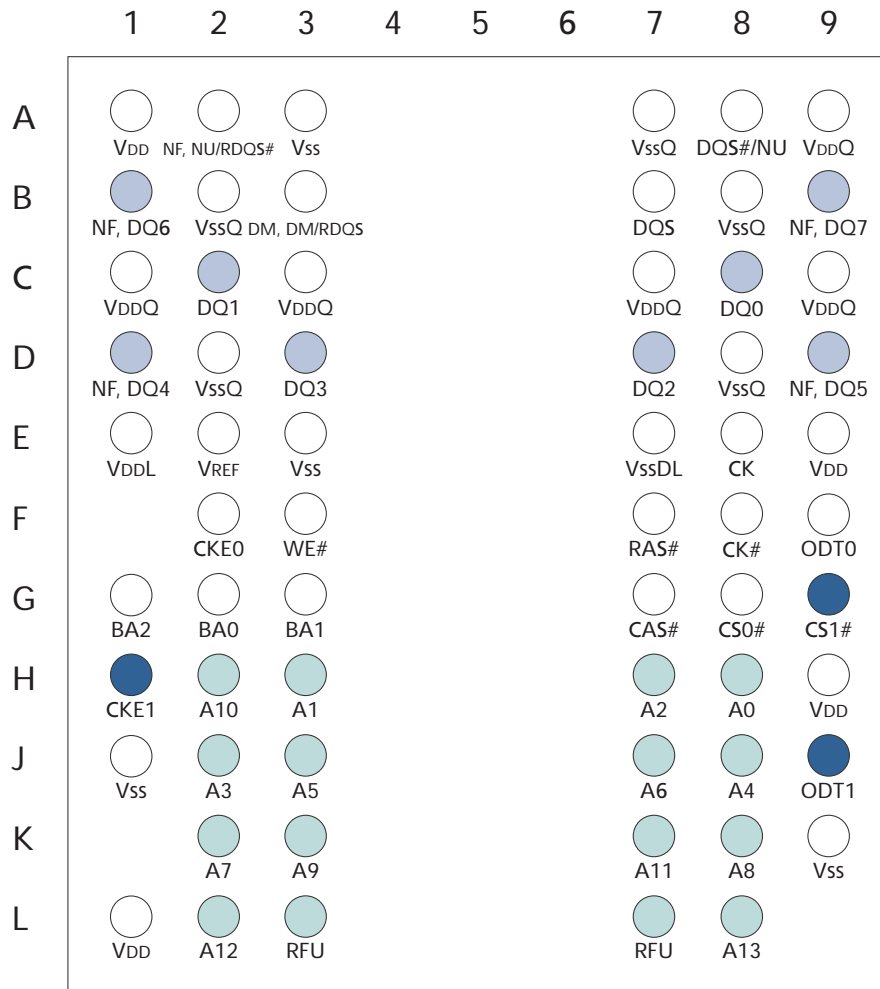 1 2 3 4 5 6 7 8 9
A
VDD NF, NU/RDQS# Vss VssQ DQS#/NU VDDQ
B
NF, DQ6 VssQ DM, DM/RDQS DQS VssQ NF, DQ7
C
VDDQ DQ1 VDDQ VDDQ DQ0 VDDQ
D
NF, DQ4 VssQ DQ3 DQ2 VssQ NF, DQ5
E
VDDL VREF Vss VssDL CK VDD
F
CKE0 WE# RAS# CK# ODT0
G
BA2 BA0 BA1 CAS# CS0# CS1#
H
CKE1 A10 A1 A2 A0 VDD
J
Vss A3 A5 A6 A4 ODT1
K
A7 A9 A11 A8 Vss
L
VDD A12 RFU RFU A13